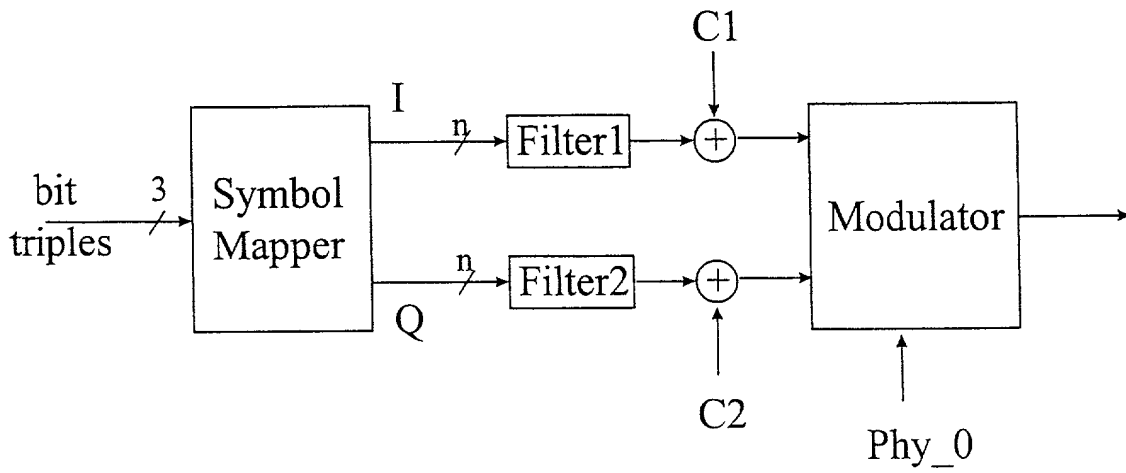 C1
I
n
Filter1
+
bit
triples
3
Symbol
Mapper
Modulator
n
Filter2
+
Q
C2
Phy_0